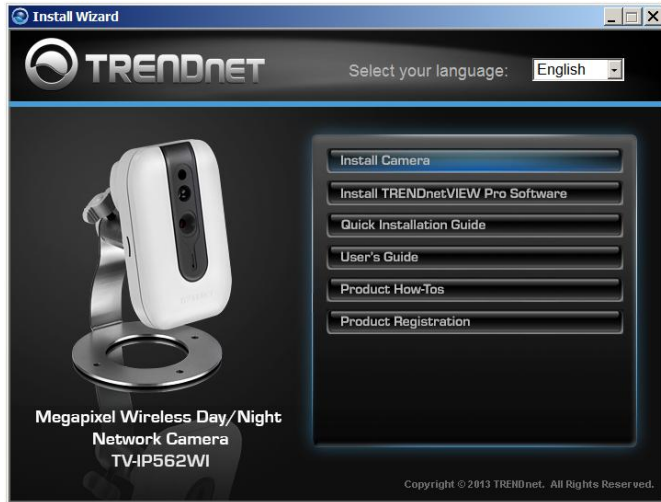 Install Wizard
TRENDNET
Select your language:
English
Install Camera
Install TRENDnetVIEW Pro Software
Quick Installation Guide
User's Guide
Product How-Tos
Product Registration
Megapixel Wireless Day/Night
Network Camera
TV-IP562WI
Copyright © 2013 TRENDnet. All Rights Reserved.